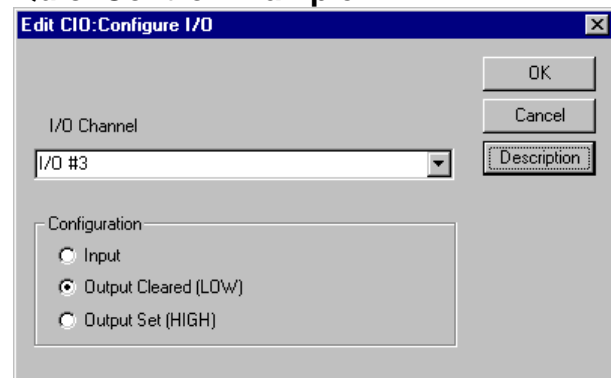 Edit CIO:Configure I/O
OK
Cancel
Description
I/O Channel
I/O #3
Configuration
Input
Output Cleared (LOW)
Output Set (HIGH)